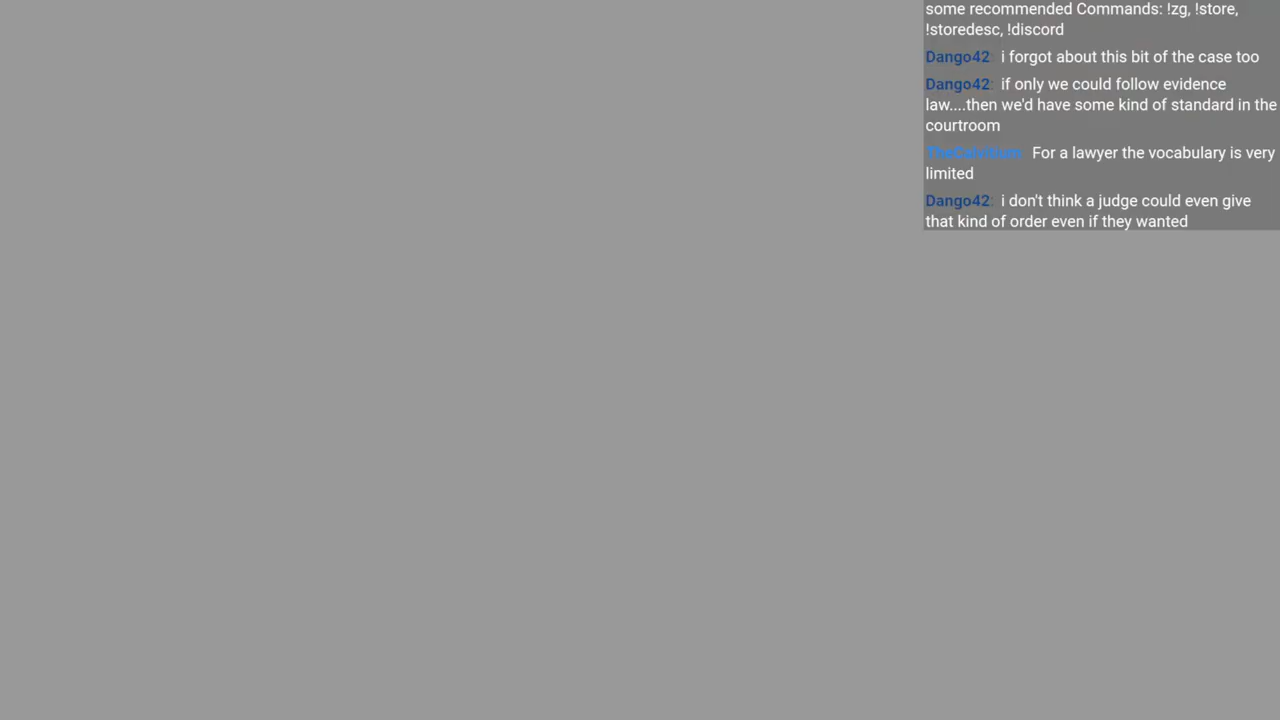 some recommended Commands: !zg, !store,
!storedesc, !discord
Dango42: i forgot about this bit of the case too
Dango42: if only we could follow evidence
law....then we'd have some kind of standard in the
courtroom
For a lawyer the vocabulary is very
limited
Dango42: i don't think a judge could even give
that kind of order even if they wanted